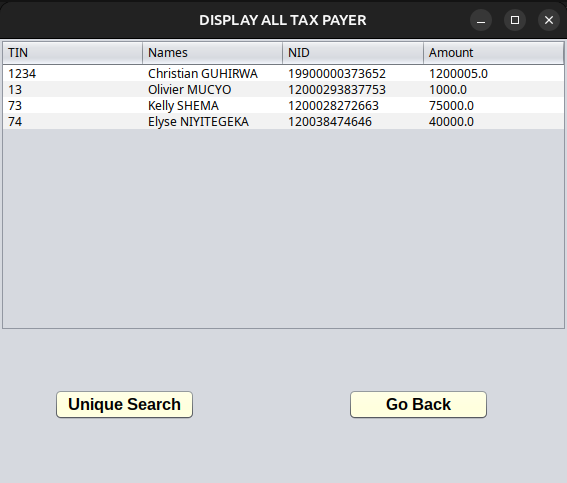 DISPLAY ALL TAX PAYER
TIN Names NID Amount
1234 Christian GUHIRWA 19900000373652 1200005.0
13 Olivier MUCYO 12000293837753 1000.0
73 Kelly SHEMA 1200028272663 75000.0
74 Elyse NIYITEGEKA 120038474646 40000.0
Unique Search Go Back